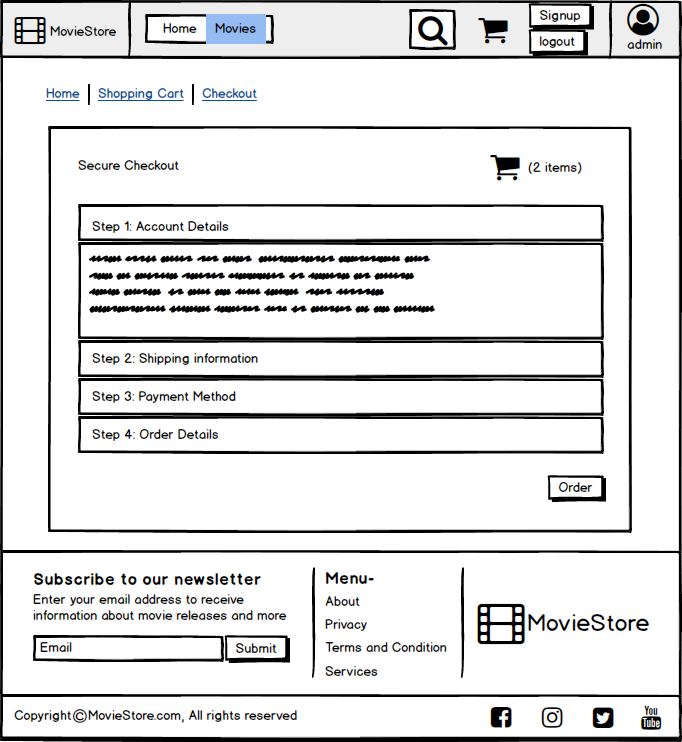 MovieStore
Home
Movies
Signup
logout
admin
Home
Shopping Cart
Checkout
Secure Checkout
(2 items)
Step 1: Account Details
Step 2: Shipping information
Step 3: Payment Method
Step 4: Order Details
Order
Subscribe to our newsletter
Enter your email address to receive
information about movie releases and more
Email
Submit
Menu-
About
Privacy
Terms and Condition
Services
MovieStore
Copyright©MovieStore.com, All rights reserved
You
Tube